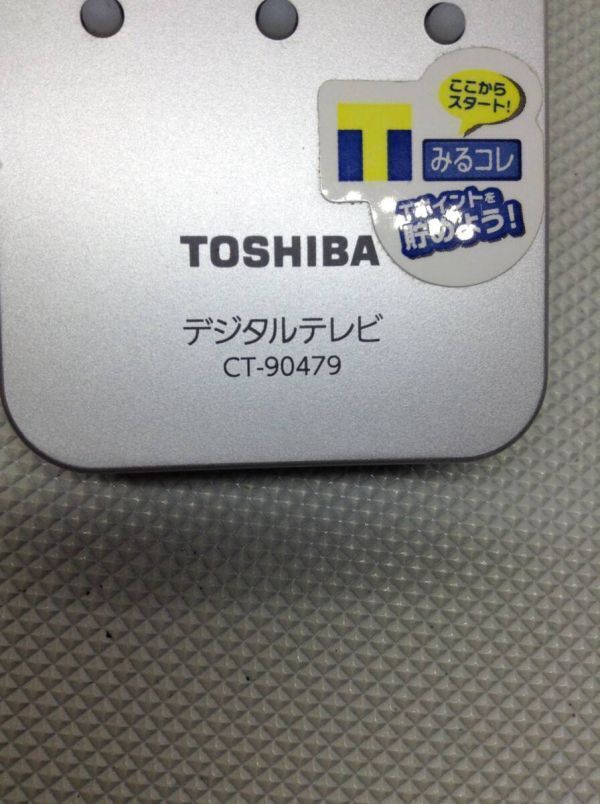 ここから
スタート!
T
みるコレ
Tポイントを
貯めよう!
TOSHIBA
デジタルテレビ
CT-90479